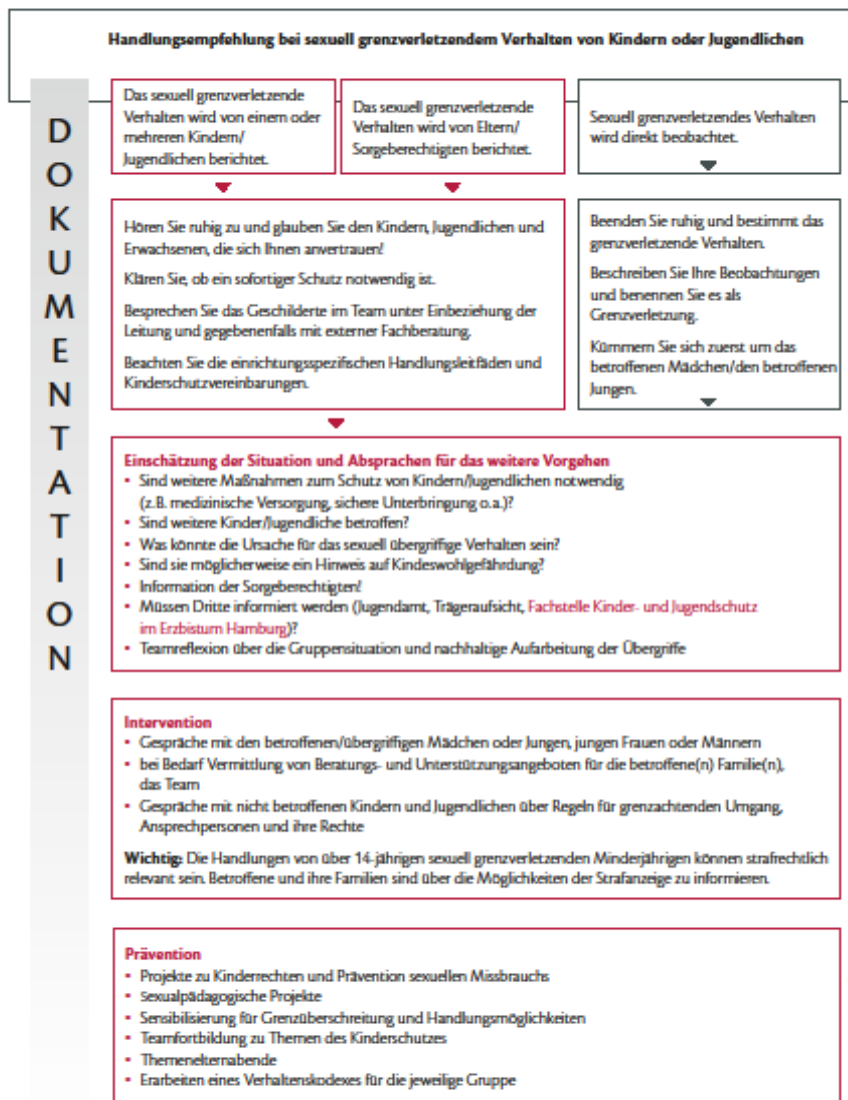 Handlungsempfehlung bei sexuell grenzverletzendem Verhalten von Kindern oder Jugendlichen
DOKUMENTATION
Das sexuell grenzverletzende
Verhalten wird von einem oder
mehreren Kindern/
Jugendlichen berichtet.
Das sexuell grenzverletzende
Verhalten wird von Eltern/
Sorgeberechtigten berichtet.
Sexuell grenzverletzendes Verhalten
wird direkt beobachtet.
Hören Sie ruhig zu und glauben Sie den Kindern, Jugendlichen und
Erwachsenen, die sich Ihnen anvertrauen!
Klären Sie, ob ein sofortiger Schutz notwendig ist.
Besprechen Sie das Geschilderte im Team unter Einbeziehung der
Leitung und gegebenenfalls mit externer Fachberatung.
Beachten Sie die einrichtungsspezifischen Handlungsleitfäden und
Kinderschutzvereinbarungen.
Beenden Sie ruhig und bestimmt das
grenzverletzende Verhalten.
Beschreiben Sie Ihre Beobachtungen
und benennen Sie es als
Grenzverletzung.
Kümmern Sie sich zuerst um das
betroffenen Mädchen/den betroffenen
Jungen.
Einschätzung der Situation und Absprachen für das weitere Vorgehen
• Sind weitere Maßnahmen zum Schutz von Kindern/Jugendlichen notwendig
(z.B. medizinische Versorgung, sichere Unterbringung o.a.)?
• Sind weitere Kinder/Jugendliche betroffen?
• Was könnte die Ursache für das sexuell übergriffige Verhalten sein?
• Sind sie möglicherweise ein Hinweis auf Kindeswohlgefährdung?
• Information der Sorgeberechtigten!
• Müssen Dritte informiert werden (Jugendamt, Trägeraufsicht, Fachstelle Kinder- und Jugendschutz
im Erzbistum Hamburg)?
• Teamreflexion über die Gruppensituation und nachhaltige Aufarbeitung der Übergriffe
Intervention
• Gespräche mit den betroffenen/übergriffigen Mädchen oder Jungen, jungen Frauen oder Männern
• bei Bedarf Vermittlung von Beratungs- und Unterstützungsangeboten für die betroffene(n) Familie(n),
das Team
• Gespräche mit nicht betroffenen Kindern und Jugendlichen über Regeln für grenzachtenden Umgang,
Ansprechpersonen und ihre Rechte
Wichtig: Die Handlungen von über 14-jährigen sexuell grenzverletzenden Minderjährigen können strafrechtlich
relevant sein. Betroffene und ihre Familien sind über die Möglichkeiten der Strafanzeige zu informieren.
Prävention
• Projekte zu Kinderrechten und Prävention sexuellen Missbrauchs
• Sexualpädagogische Projekte
• Sensibilisierung für Grenzüberschreitung und Handlungsmöglichkeiten
• Teamfortbildung zu Themen des Kinderschutzes
• Themenelternabende
• Erarbeiten eines Verhaltenskodexes für die jeweilige Gruppe